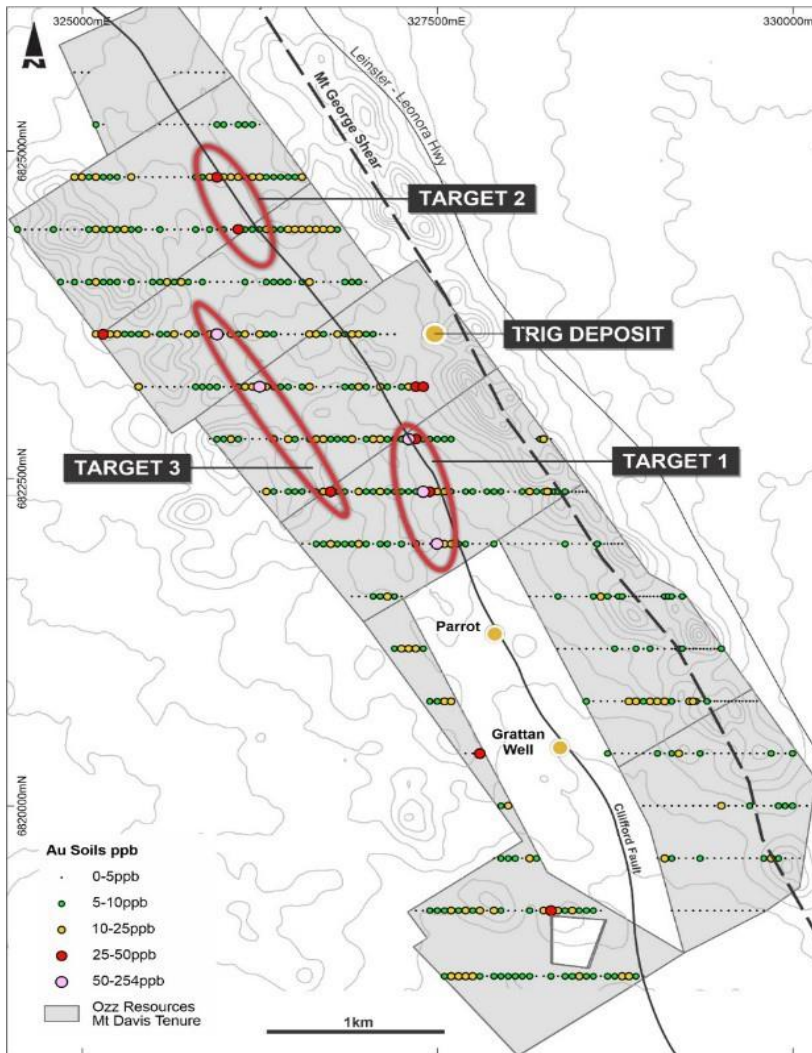 325000mE
327500mE
330000mE
N
Leinster - Leonora Hwy
Mt George Shear
6825000mN
TARGET 2
TRIG DEPOSIT
TARGET 3
TARGET 1
6822500mN
Parrot
Grattan
Well
6820000mN
Cliifford Fault
Au Soils ppb
0-5ppb
5-10ppb
10-25ppb
25-50ppb
50-254ppb
Ozz Resources
Mt Davis Tenure
1km